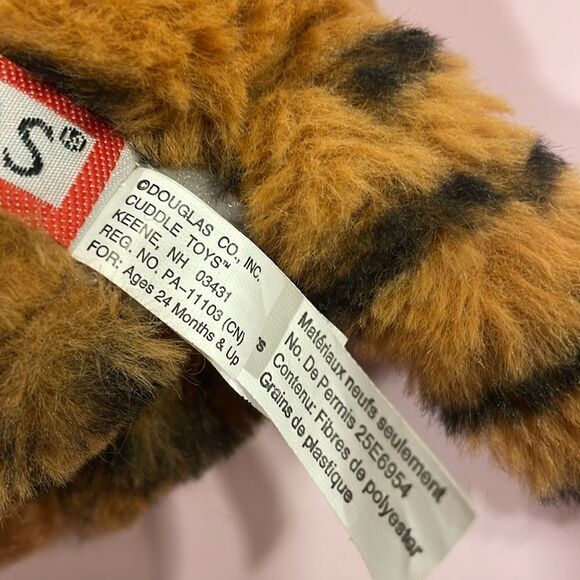 S®
©DOUGLAS CO., INC.
CUDDLE TOYS™
KEENE, NH 03431
REG. NO. PA-11103 (CN)
FOR: Ages 24 Months & Up
Matériaux neufs seulement
No. De Permis 25E6954
Contenu: Fibres de polyester
Grains de plastique